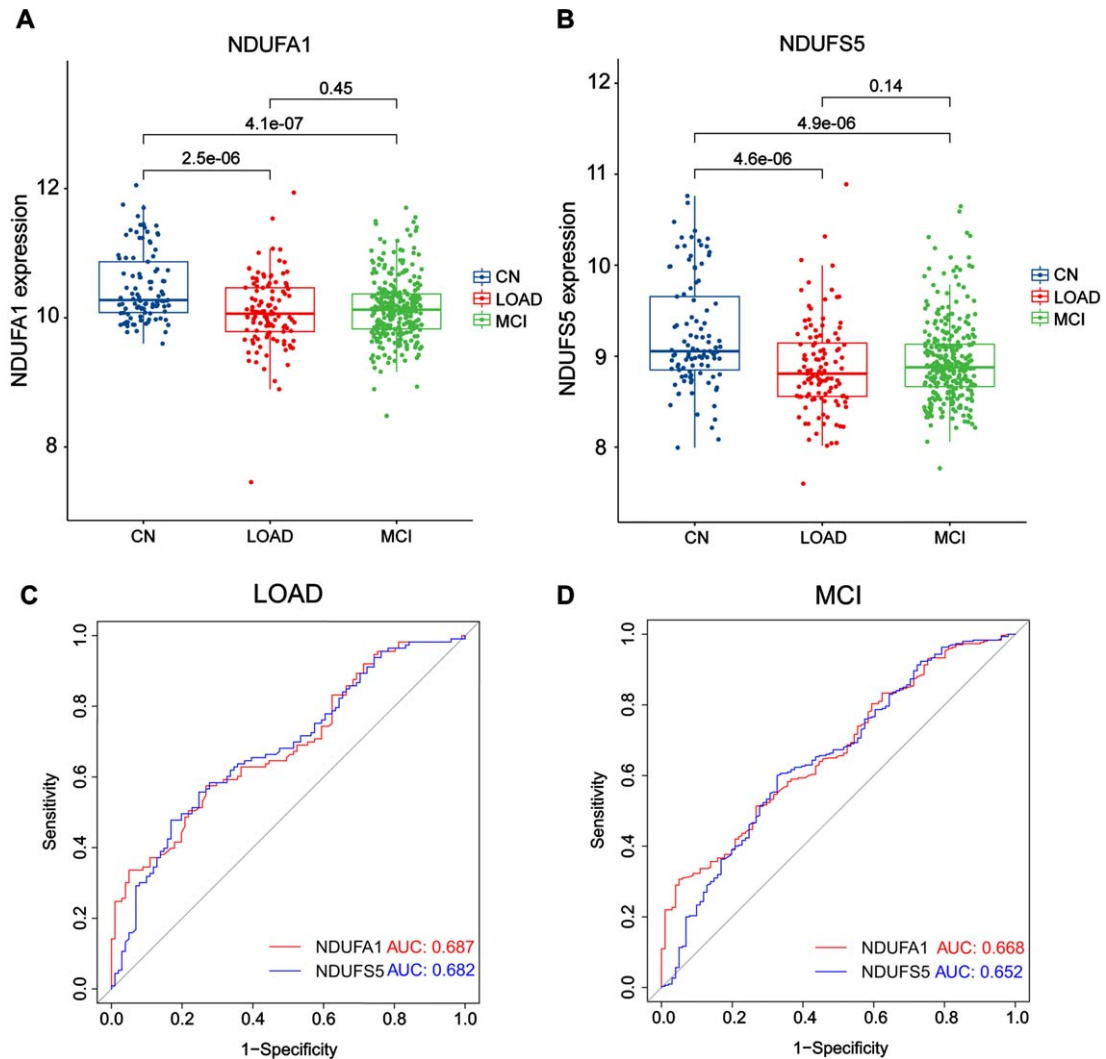 A
NDUFA1
0.45
4.1e-07
2.5e-06
NDUFA1 expression
12
10
8
CN
LOAD
MCI
CN
LOAD
MCI
B
NDUFS5
0.14
4.9e-06
4.6e-06
NDUFS5 expression
12
11
10
9
8
CN
LOAD
MCI
CN
LOAD
MCI
C
LOAD
Sensitivity
1.0
0.8
0.6
0.4
0.2
0.0
NDUFA1 AUC: 0.687
NDUFS5 AUC: 0.682
0.0 0.2 0.4 0.6 0.8 1.0
1-Specificity
D
MCI
Sensitivity
1.0
0.8
0.6
0.4
0.2
0.0
NDUFA1 AUC: 0.668
NDUFS5 AUC: 0.652
0.0 0.2 0.4 0.6 0.8 1.0
1-Specificity